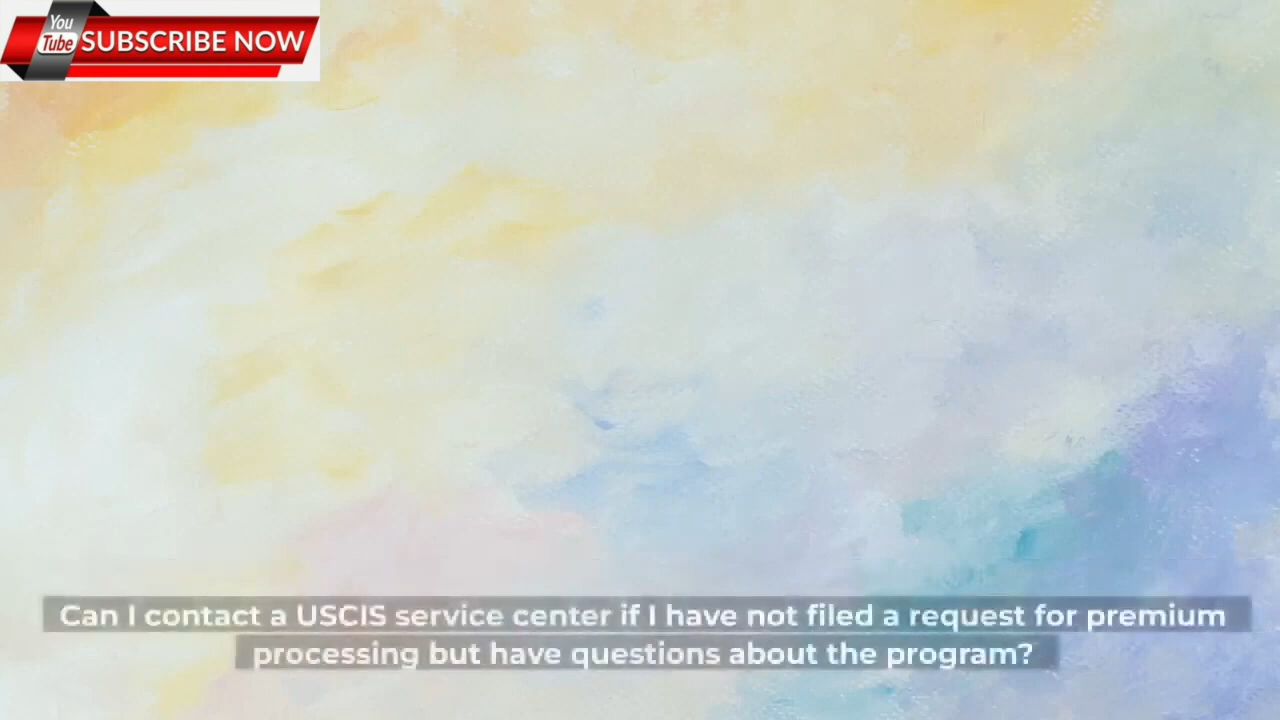 You
Tube
SUBSCRIBE NOW
Can I contact a USCIS service center if I have not filed a request for premium
processing but have questions about the program?